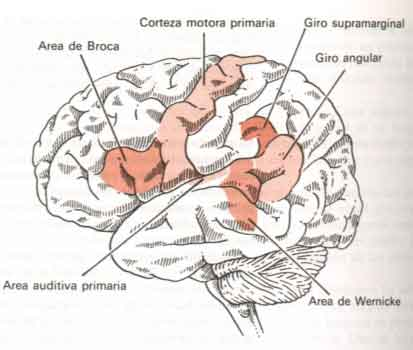 Corteza motora primaria
Giro supramarginal
Area de Broca
Giro angular
Area auditiva primaria
Area de Wernicke